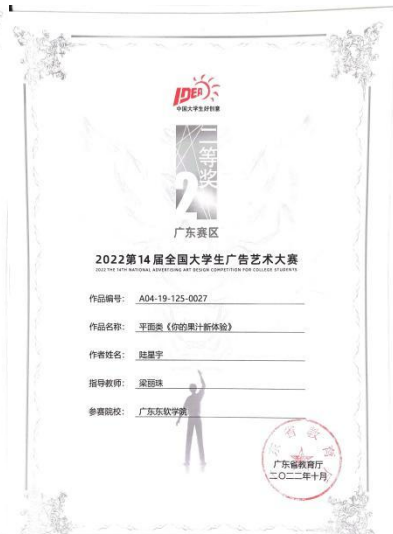 IDEA
中国大学生好创意
二等奖
2
广东赛区
2022第14届全国大学生广告艺术大赛
2022 THE 14TH NATIONAL ADVERTISING ART DESIGN COMPETITION FOR COLLEGE STUDENTS
作品编号： A04-19-125-0027
作品名称： 平面类《你的果汁新体验》
作者姓名： 陆星宇
指导教师： 梁丽珠
参赛院校： 广东东软学院
广东省教育厅
二〇二二年十月